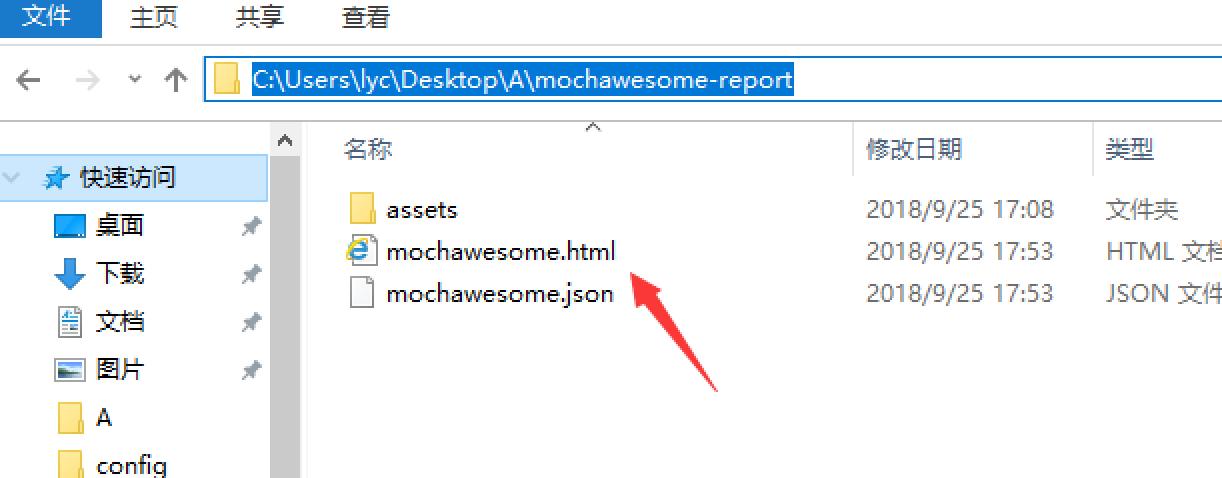 文件 主页 共享 查看
C:\Users\lyc\Desktop\A\mochawesome-report
名称 修改日期 类型
快速访问
assets 2018/9/25 17:08 文件夹
桌面
mochawesome.html 2018/9/25 17:53 HTML 文档
下载
mochawesome.json 2018/9/25 17:53 JSON 文件
文档
图片
A
config